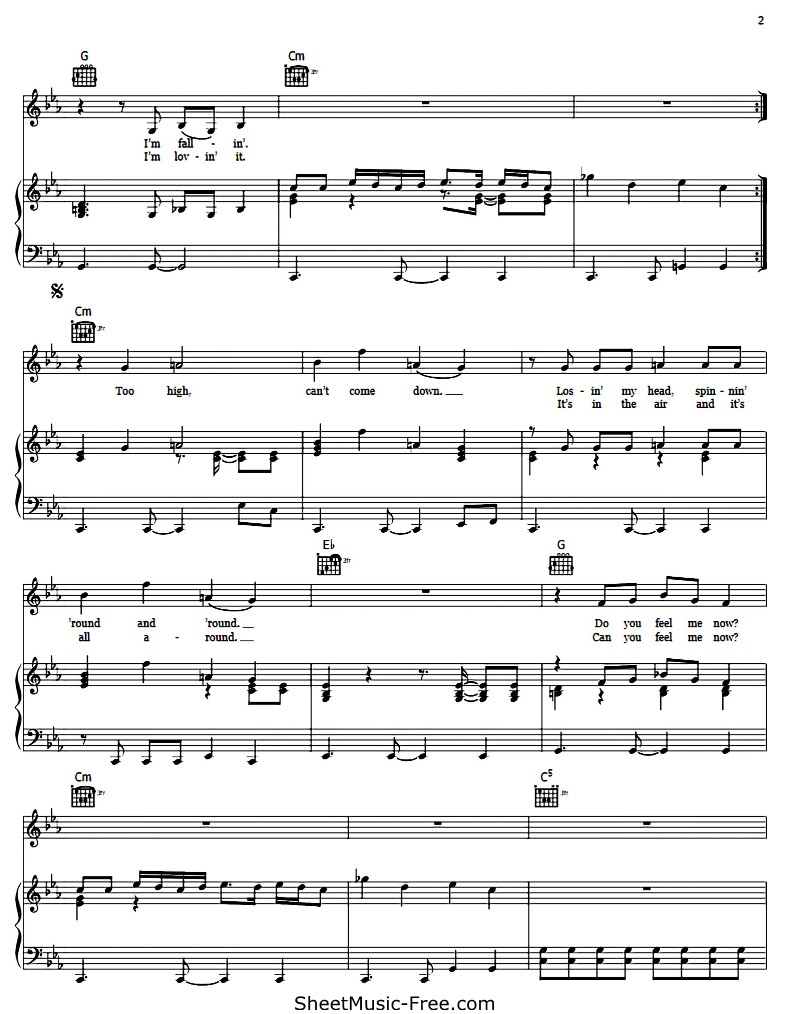 2
G Cm 3fr
I'm fall - in'.
I'm lov - in' it.
Cm 3fr
Too high, can't come down. Los - in' my head, spin - nin'
It's in the air and it's
E♭ 3fr G
'round and 'round. Do you feel me now?
all a - round. Can you feel me now?
Cm 3fr C5 3fr
SheetMusic-Free.com